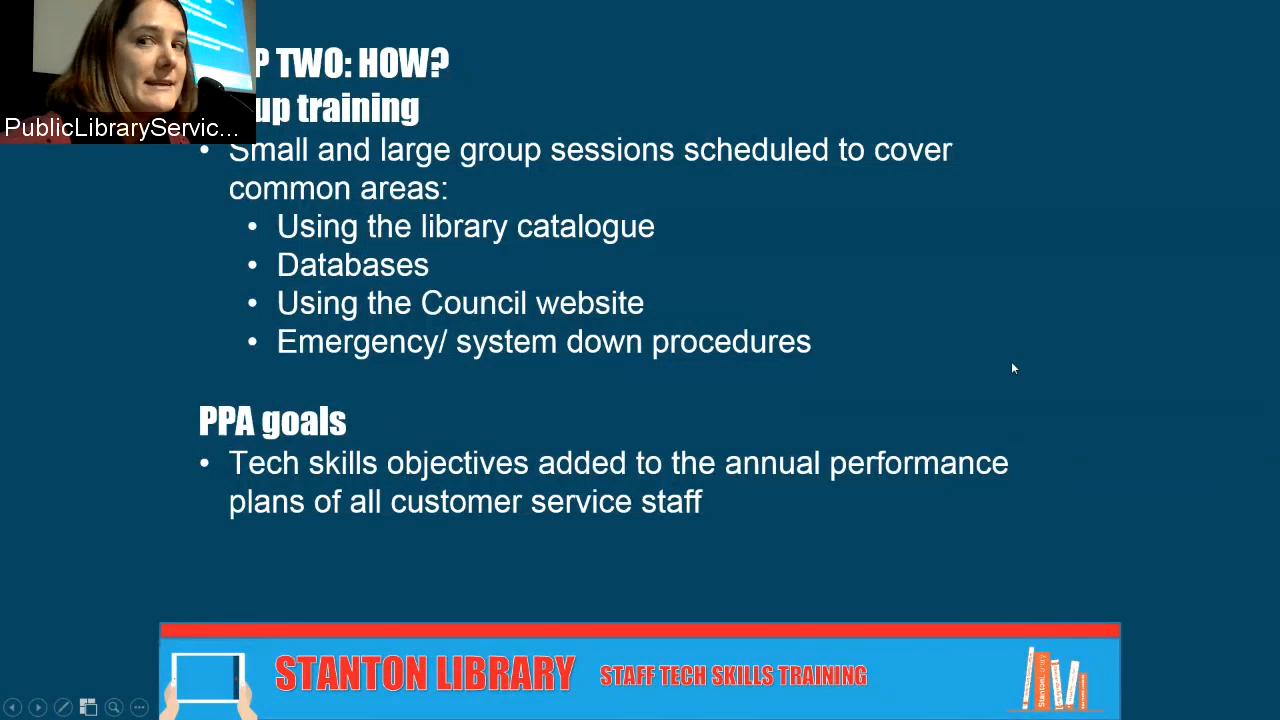 PublicLibraryServic...
P TWO: HOW?
up training
• Small and large group sessions scheduled to cover
common areas:
• Using the library catalogue
• Databases
• Using the Council website
• Emergency/ system down procedures
PPA goals
• Tech skills objectives added to the annual performance
plans of all customer service staff
STANTON LIBRARY
STAFF TECH SKILLS TRAINING